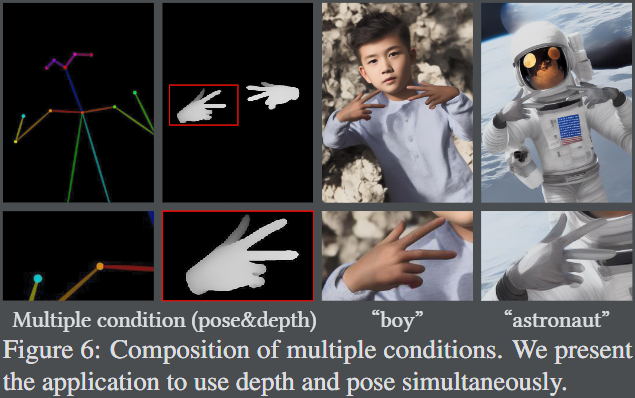 Multiple condition (pose&depth) “boy” “astronaut”
Figure 6: Composition of multiple conditions. We present
the application to use depth and pose simultaneously.